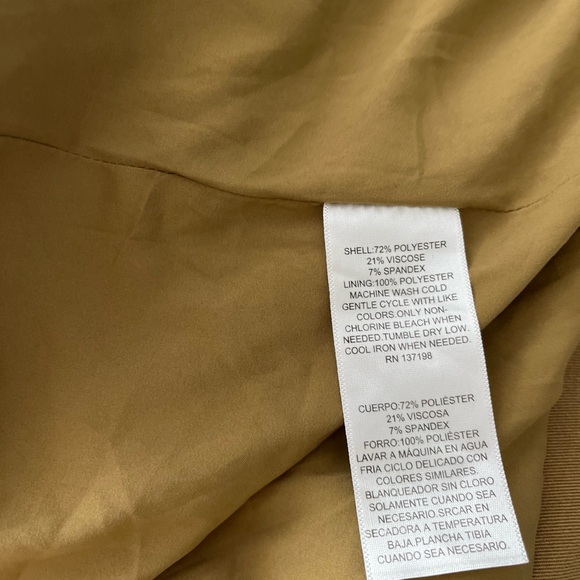 SHELL:72% POLYESTER
21% VISCOSE
7% SPANDEX
LINING:100% POLYESTER
MACHINE WASH COLD
GENTLE CYCLE WITH LIKE
COLORS.ONLY NON-
CHLORINE BLEACH WHEN
NEEDED.TUMBLE DRY LOW.
COOL IRON WHEN NEEDED.
RN 137198
CUERPO:72% POLIÉSTER
21% VISCOSA
7% SPANDEX
FORRO:100% POLIÉSTER
LAVAR A MÀQUINA EN AGUA
FRIA CICLO DELICADO CON
COLORES SIMILARES.
BLANQUEADOR SIN CLORO
SOLAMENTE CUANDO SEA
NECESARIO.SRCAR EN
SECADORA A TEMPERATURA
BAJA.PLANCHA TIBIA
CUANDO SEA NECESARIO.